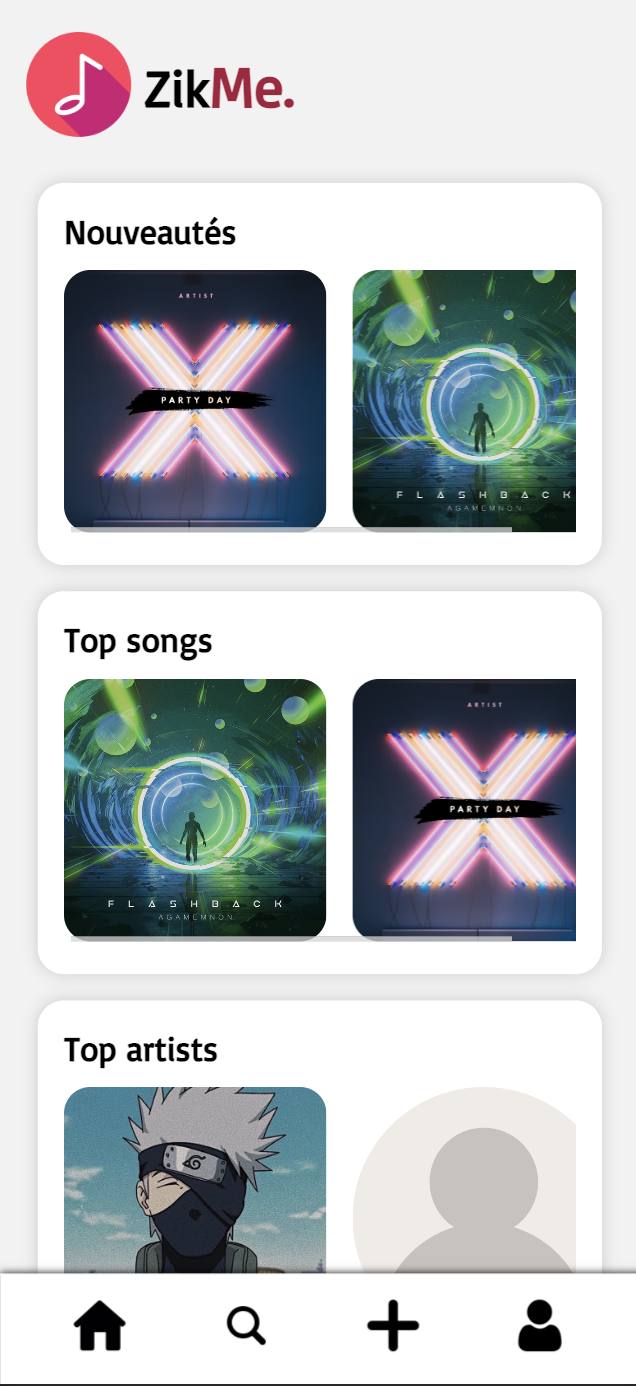 ZikMe.
Nouveautés
ARTIST
PARTY DAY
FLASHBACK
AGAMEMNON
Top songs
FLASHBACK
AGAMEMNON
ARTIST
PARTY DAY
Top artists